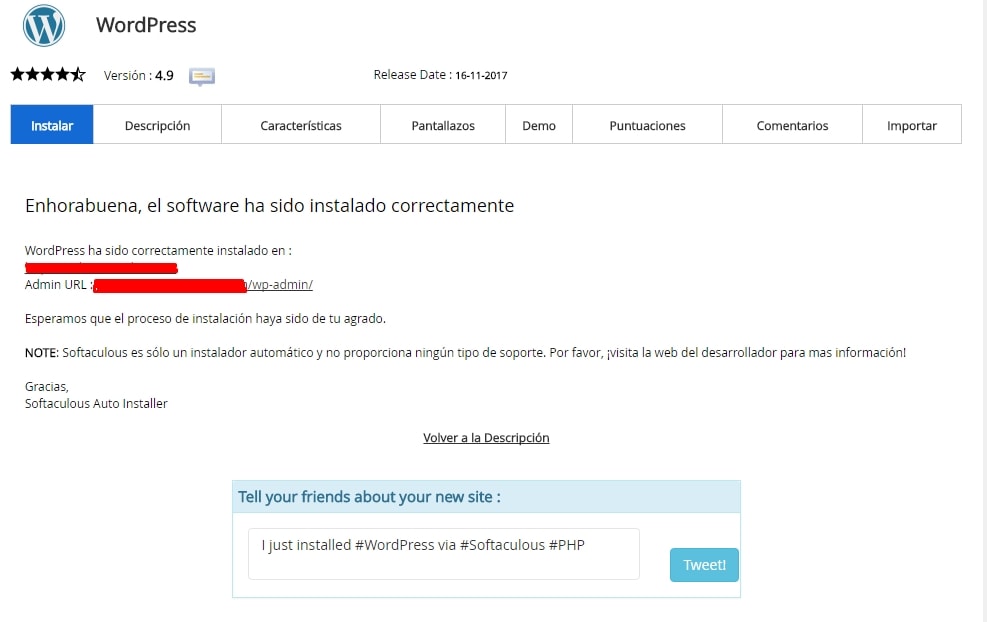 WordPress
Versión : 4.9
Release Date : 16-11-2017
Instalar Descripción Características Pantallazos Demo Puntuaciones Comentarios Importar
Enhorabuena, el software ha sido instalado correctamente
WordPress ha sido correctamente instalado en :
Admin URL : /wp-admin/
Esperamos que el proceso de instalación haya sido de tu agrado.
NOTE: Softaculous es sólo un instalador automático y no proporciona ningún tipo de soporte. Por favor, ¡visita la web del desarrollador para mas información!
Gracias,
Softaculous Auto Installer
Volver a la Descripción
Tell your friends about your new site :
I just installed #WordPress via #Softaculous #PHP
Tweet!